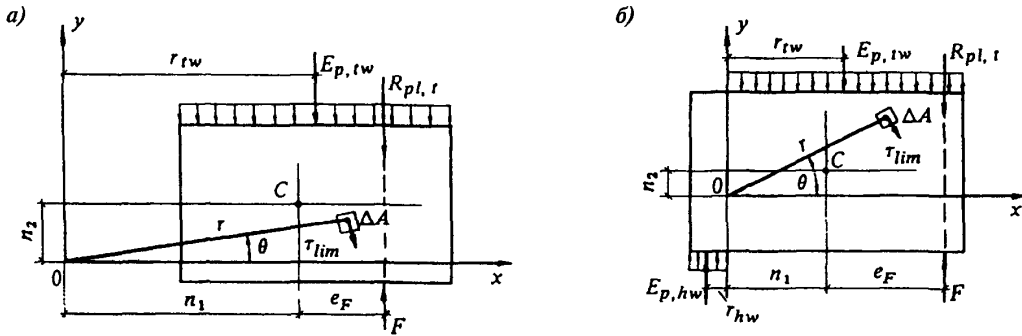 а)
y
r_tw
E_p, tw
R_pl, t
C
ΔA
n_2
r
θ
τ_lim
0
x
n_1
e_F
F
б)
y
r_tw
E_p, tw
R_pl, t
ΔA
r
C
τ_lim
n_2
0
θ
x
E_p, hw
n_1
e_F
r_hw
F